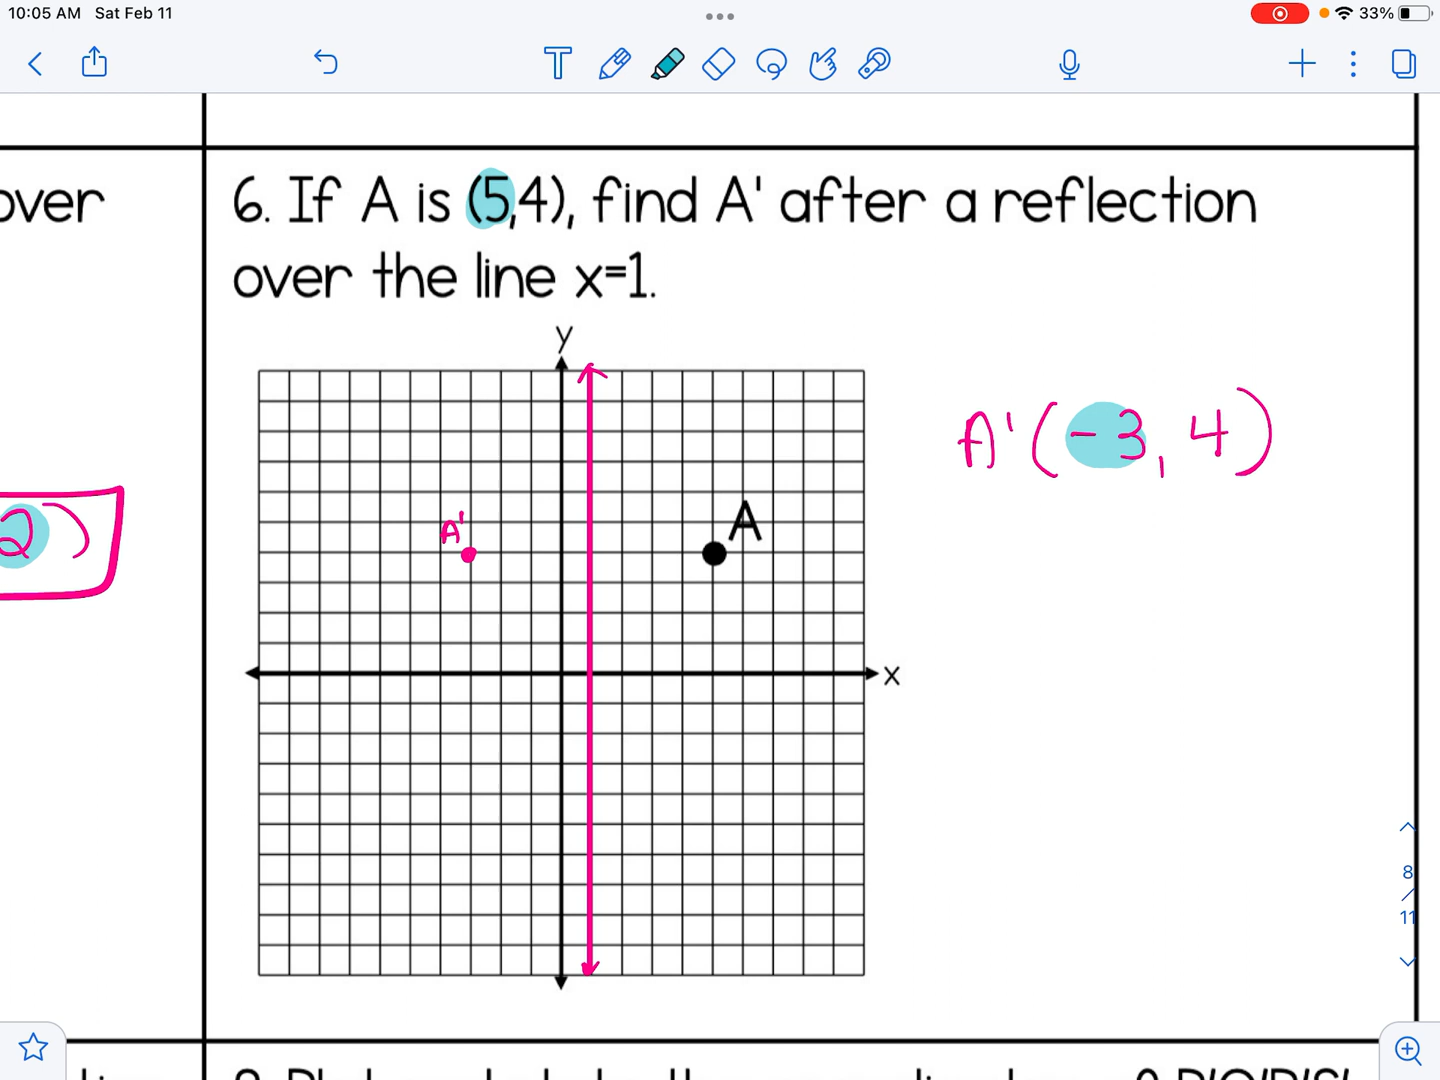 10:05 AM Sat Feb 11
33%
over
6. If A is (5,4), find A' after a reflection
over the line x=1.
y
A'(-3, 4)
A'
A
2)
x
8
/
11